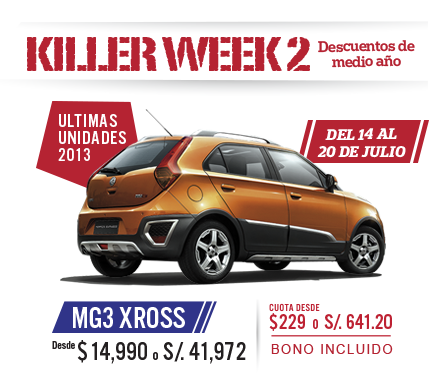 KILLER WEEK 2
Descuentos de
medio año
ULTIMAS
UNIDADES
2013
DEL 14 AL
20 DE JULIO
MG3 XROSS
Desde $ 14,990 o S/. 41,972
CUOTA DESDE
$229 o S/. 641.20
BONO INCLUIDO